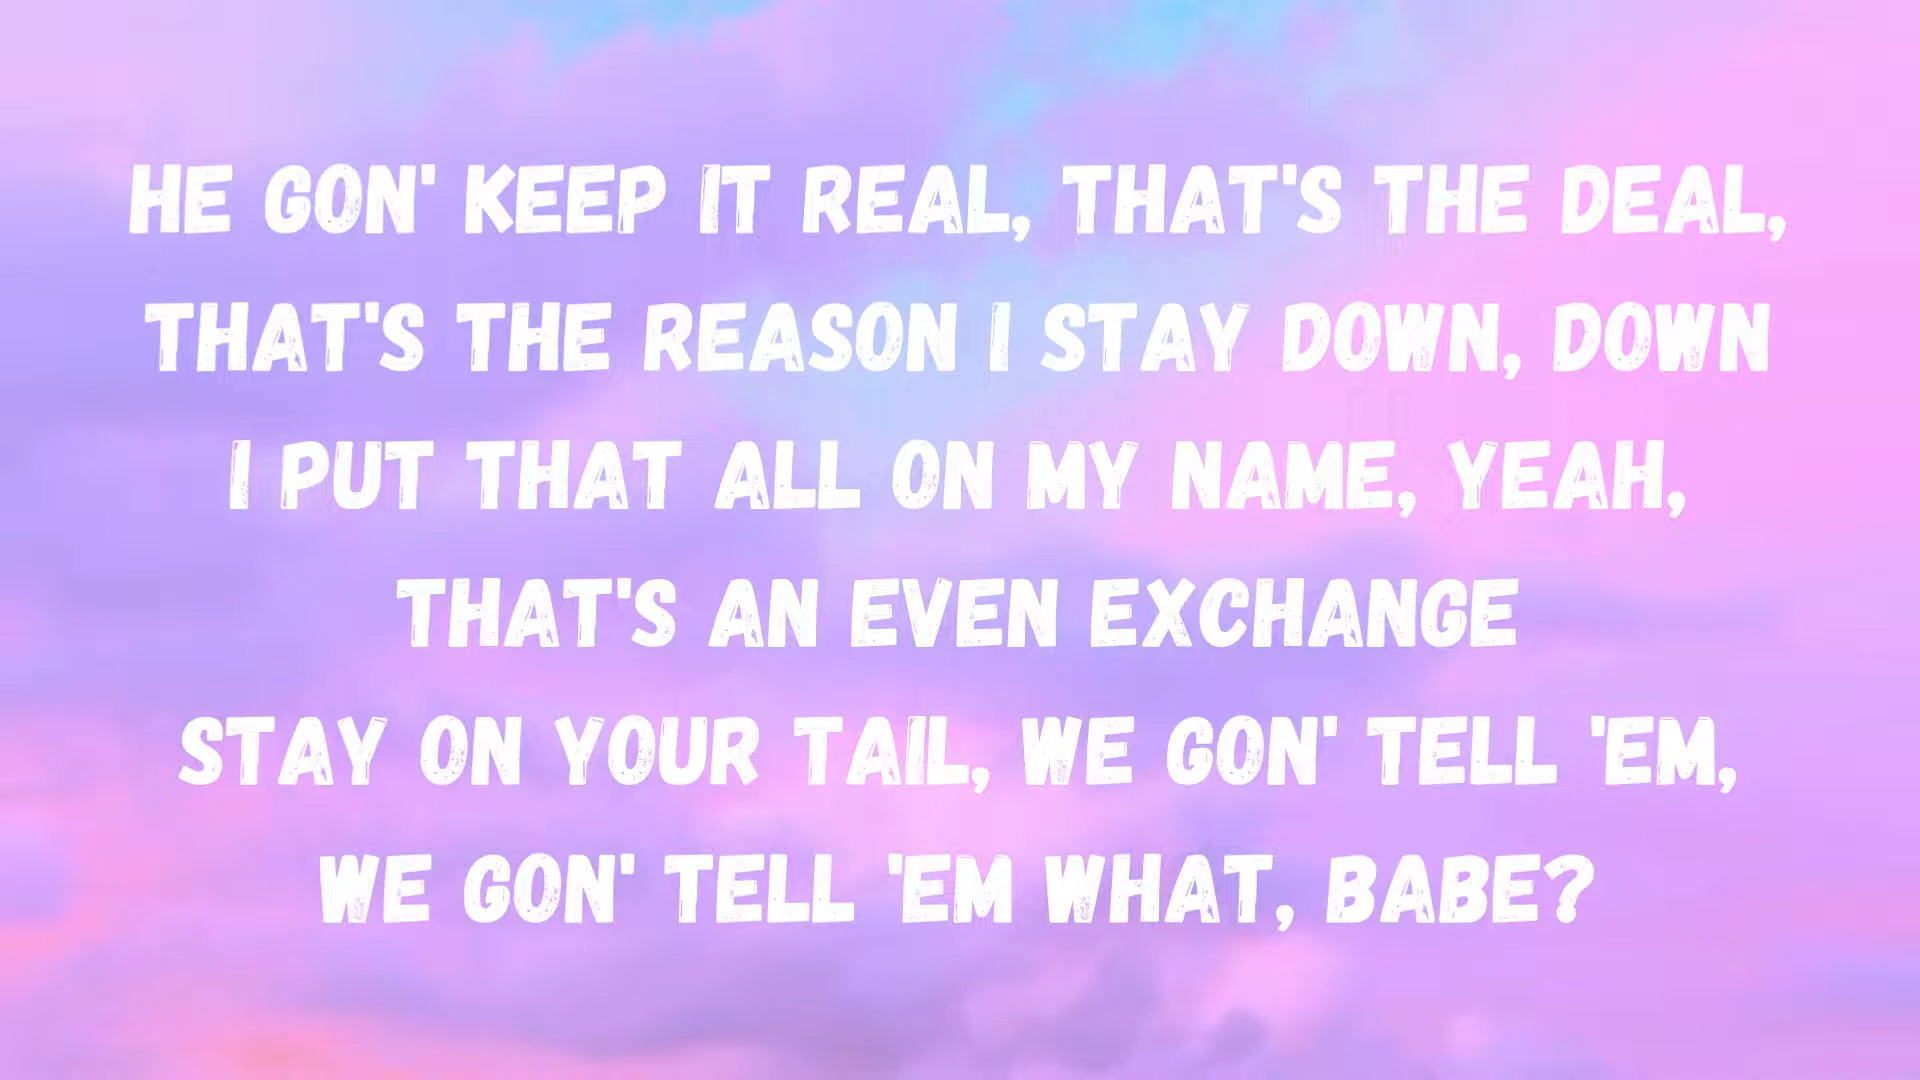 HE GON' KEEP IT REAL, THAT'S THE DEAL,
THAT'S THE REASON I STAY DOWN, DOWN
I PUT THAT ALL ON MY NAME, YEAH,
THAT'S AN EVEN EXCHANGE
STAY ON YOUR TAIL, WE GON' TELL 'EM,
WE GON' TELL 'EM WHAT, BABE?